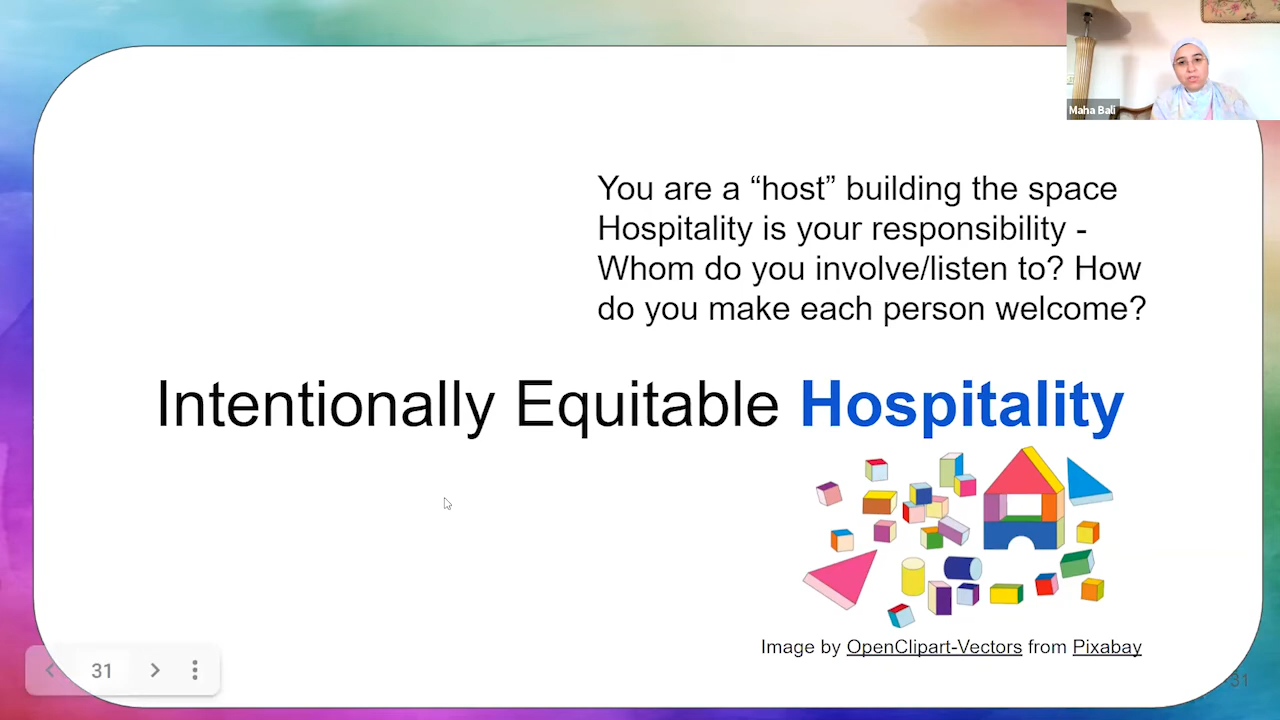 Maha Bali
You are a “host” building the space
Hospitality is your responsibility -
Whom do you involve/listen to? How
do you make each person welcome?
Intentionally Equitable Hospitality
Image by OpenClipart-Vectors from Pixabay
31
31